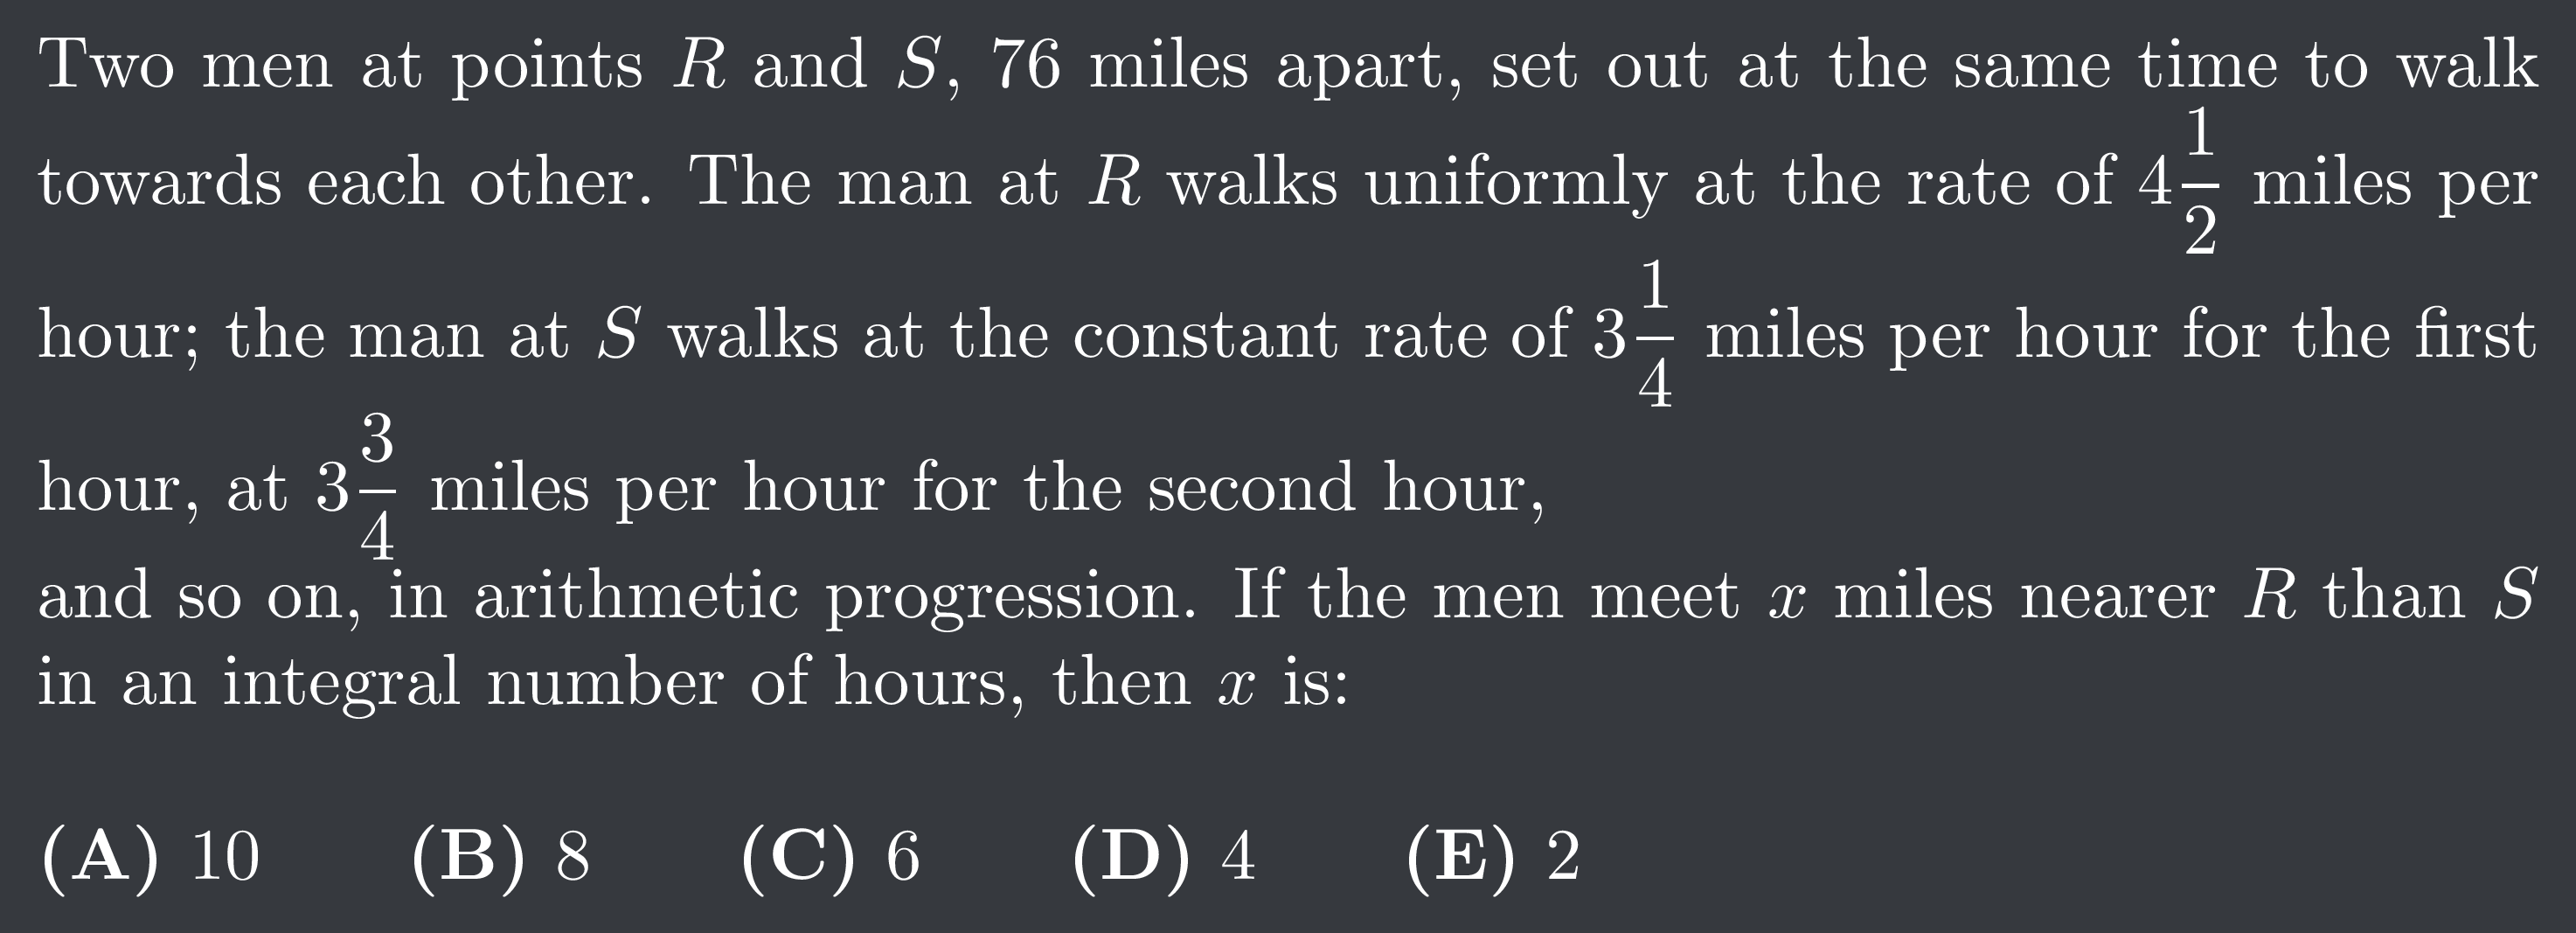 Two men at points R and S, 76 miles apart, set out at the same time to walk
towards each other. The man at R walks uniformly at the rate of 4 1/2 miles per
hour; the man at S walks at the constant rate of 3 1/4 miles per hour for the first
hour, at 3 3/4 miles per hour for the second hour,
and so on, in arithmetic progression. If the men meet x miles nearer R than S
in an integral number of hours, then x is:
(A) 10 (B) 8 (C) 6 (D) 4 (E) 2